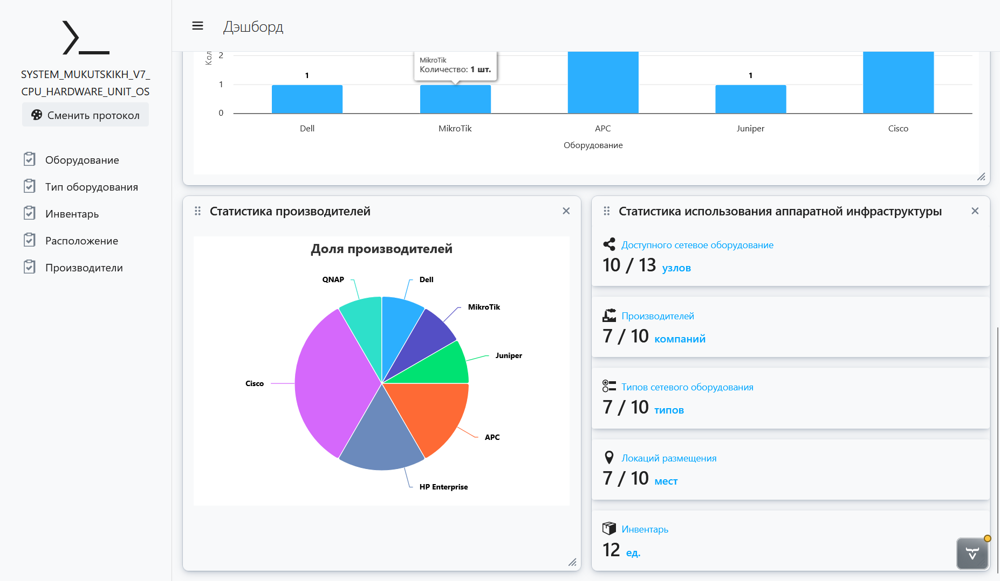 SYSTEM_MUKUTSKIKH_V7_
CPU_HARDWARE_UNIT_OS
Сменить протокол
Оборудование
Тип оборудования
Инвентарь
Расположение
Производители
Дэшборд
Кол
2
1
0
1
MikroTik
Количество: 1 шт.
1
Dell
MikroTik
APC
Juniper
Cisco
Оборудование
Статистика производителей
Доля производителей
QNAP
Dell
MikroTik
Juniper
Cisco
APC
HP Enterprise
Статистика использования аппаратной инфраструктуры
Доступного сетевое оборудование
10 / 13 узлов
Производителей
7 / 10 компаний
Типов сетевого оборудования
7 / 10 типов
Локаций размещения
7 / 10 мест
Инвентарь
12 ед.